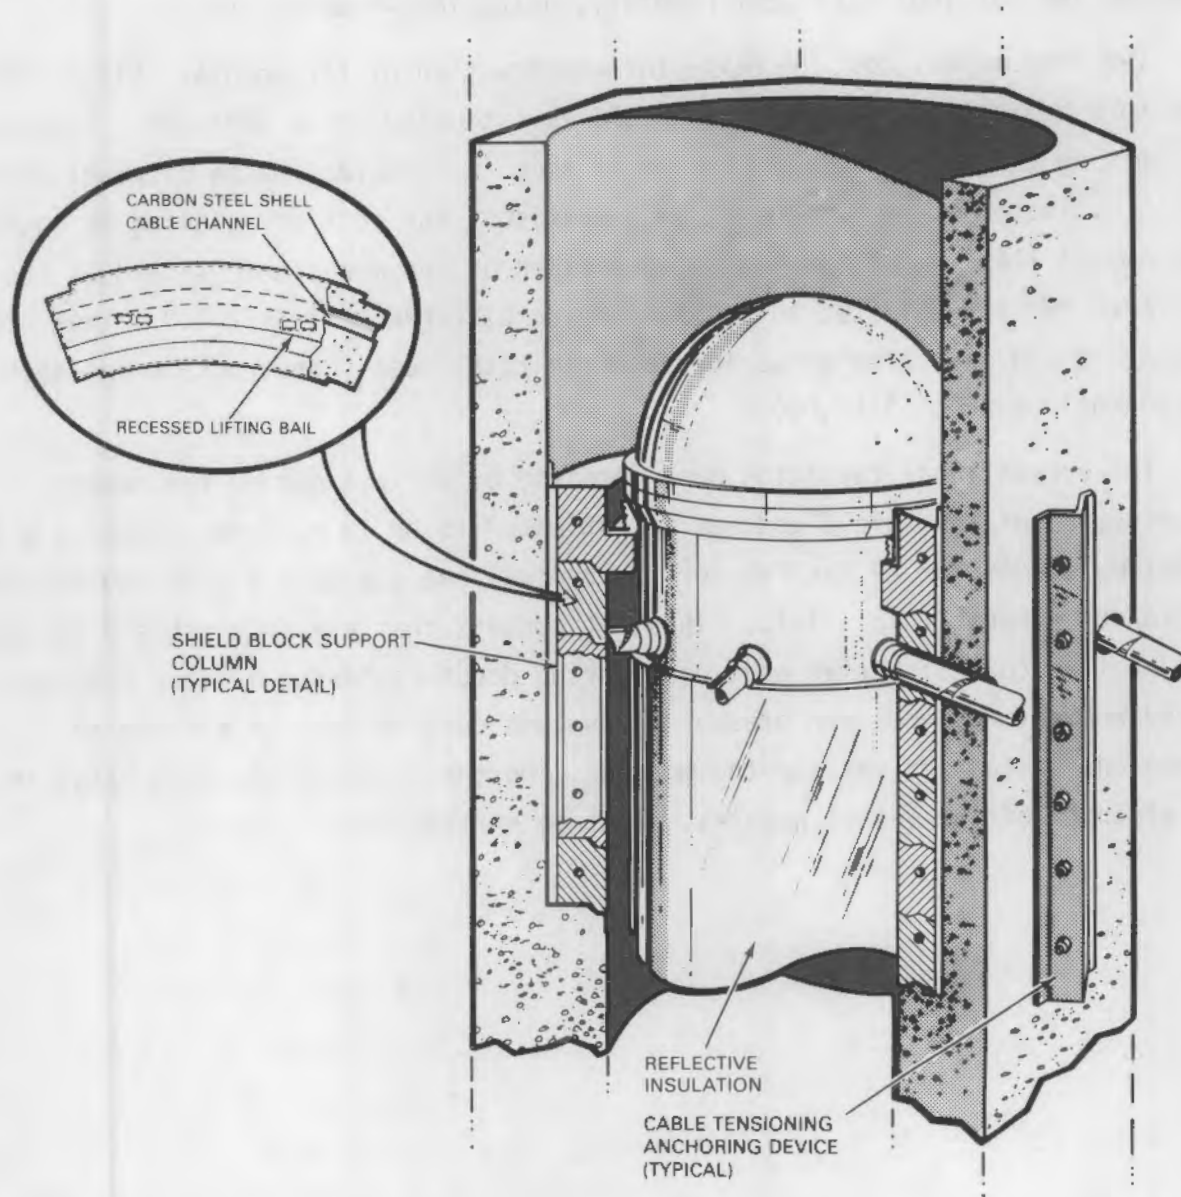 CARBON STEEL SHELL
CABLE CHANNEL
RECESSED LIFTING BAIL
SHIELD BLOCK SUPPORT
COLUMN
(TYPICAL DETAIL)
REFLECTIVE
INSULATION
CABLE TENSIONING
ANCHORING DEVICE
(TYPICAL)